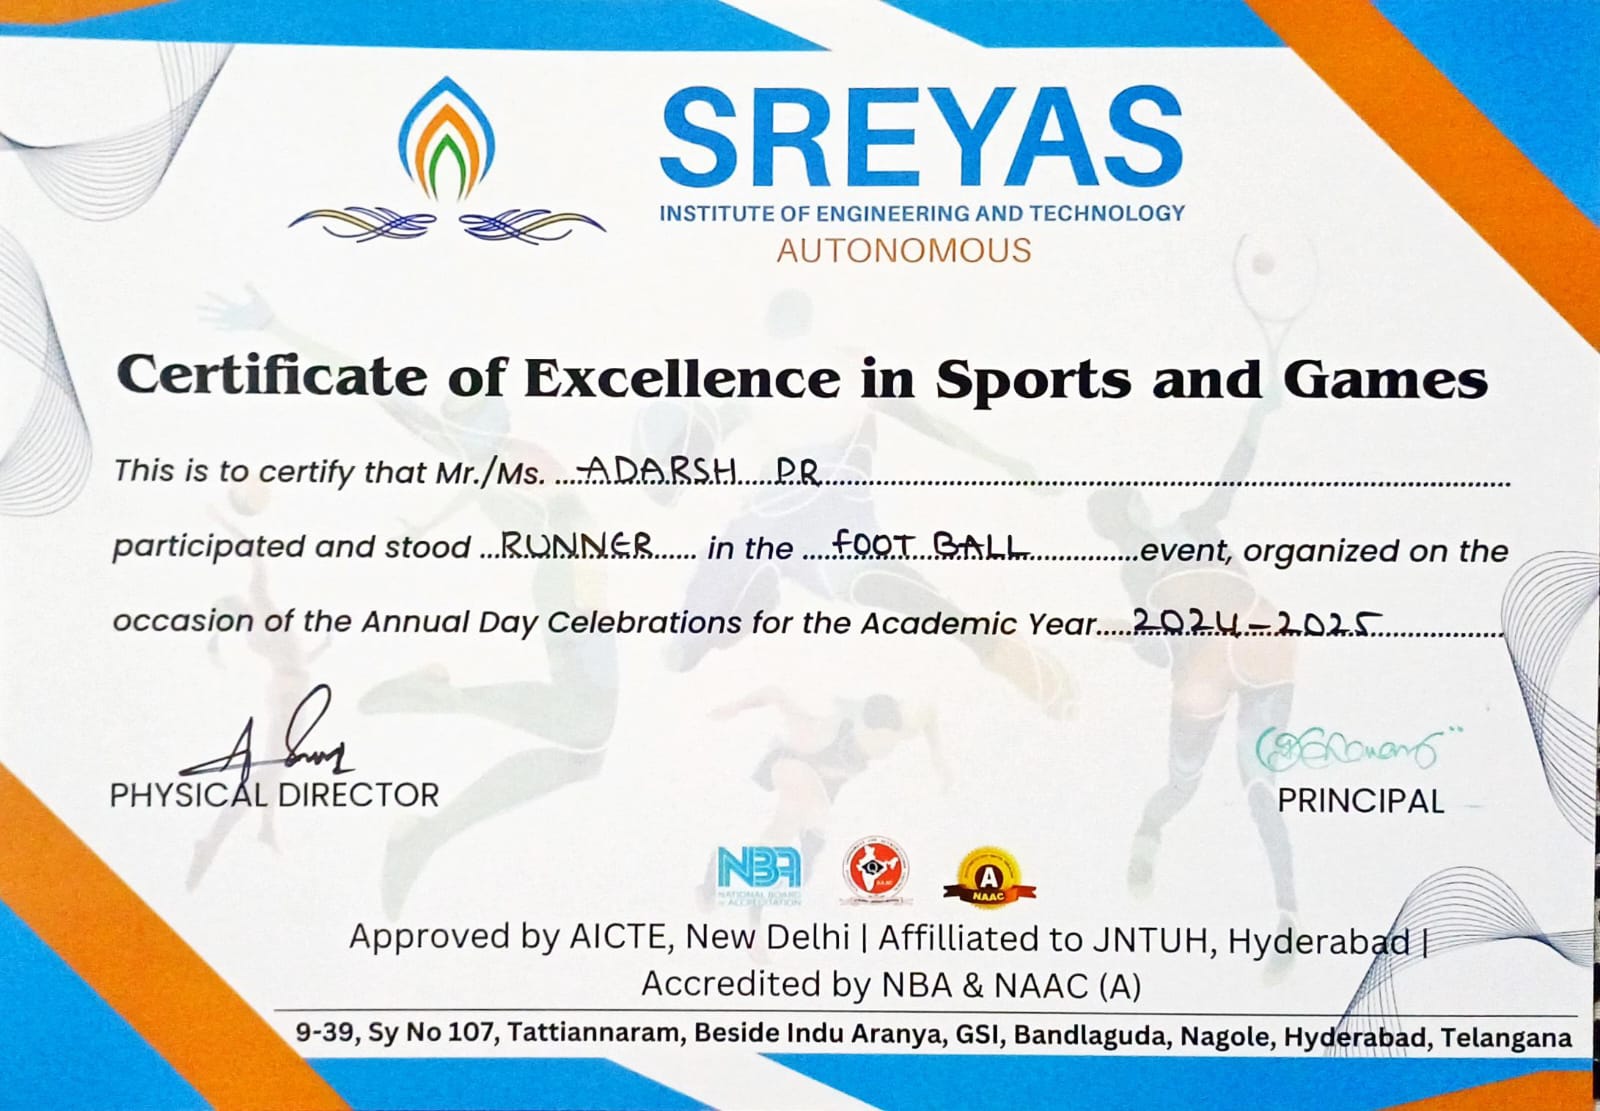 SREYAS
INSTITUTE OF ENGINEERING AND TECHNOLOGY
AUTONOMOUS
Certificate of Excellence in Sports and Games
This is to certify that Mr./Ms. ....ADARSH....P.R....
participated and stood ...RUNNER...... in the ....FOOT BALL................event, organized on the
occasion of the Annual Day Celebrations for the Academic Year.....2024-2025..................
PHYSICAL DIRECTOR
PRINCIPAL
NBA
NATIONAL BOARD
of ACCREDITATION
A
NAAC
Approved by AICTE, New Delhi | Affilliated to JNTUH, Hyderabad |
Accredited by NBA & NAAC (A)
9-39, Sy No 107, Tattiannaram, Beside Indu Aranya, GSI, Bandlaguda, Nagole, Hyderabad, Telangana